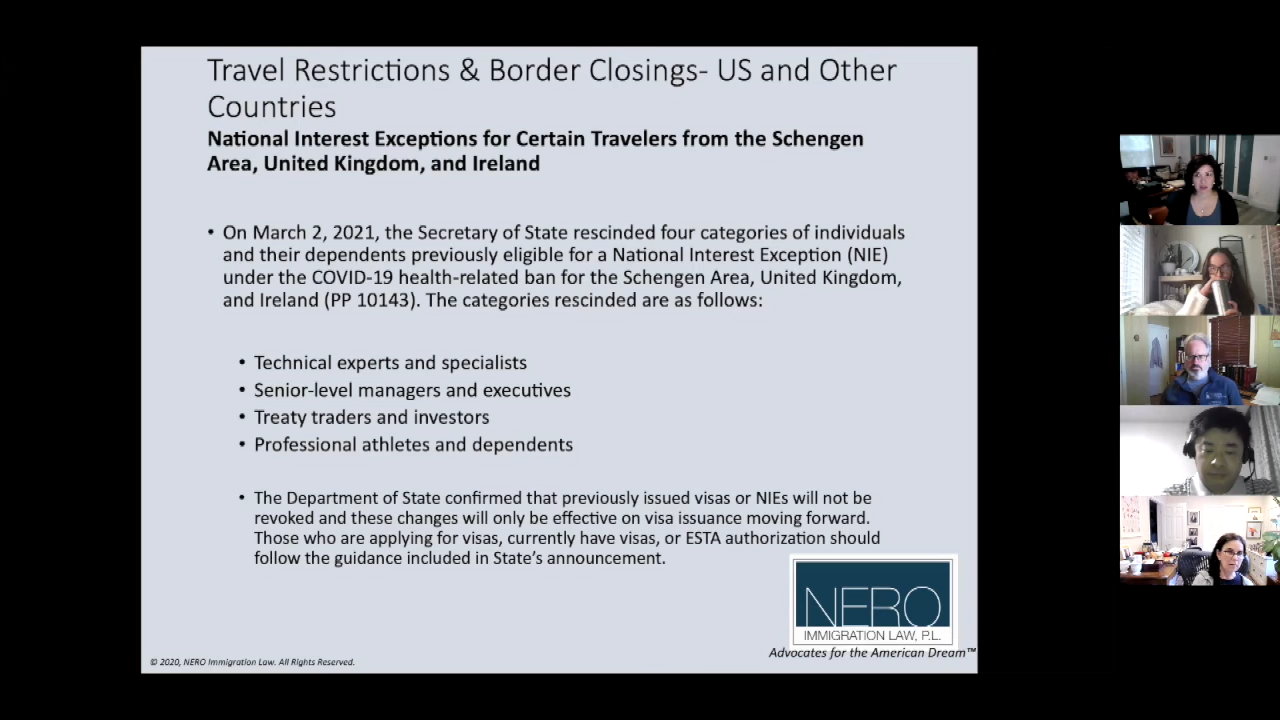 Travel Restrictions & Border Closings- US and Other
Countries
National Interest Exceptions for Certain Travelers from the Schengen
Area, United Kingdom, and Ireland
• On March 2, 2021, the Secretary of State rescinded four categories of individuals
and their dependents previously eligible for a National Interest Exception (NIE)
under the COVID-19 health-related ban for the Schengen Area, United Kingdom,
and Ireland (PP 10143). The categories rescinded are as follows:
• Technical experts and specialists
• Senior-level managers and executives
• Treaty traders and investors
• Professional athletes and dependents
• The Department of State confirmed that previously issued visas or NIEs will not be
revoked and these changes will only be effective on visa issuance moving forward.
Those who are applying for visas, currently have visas, or ESTA authorization should
follow the guidance included in State's announcement.
NERO
IMMIGRATION LAW, P.L.
Advocates for the American Dream™
© 2020, NERO Immigration Law. All Rights Reserved.